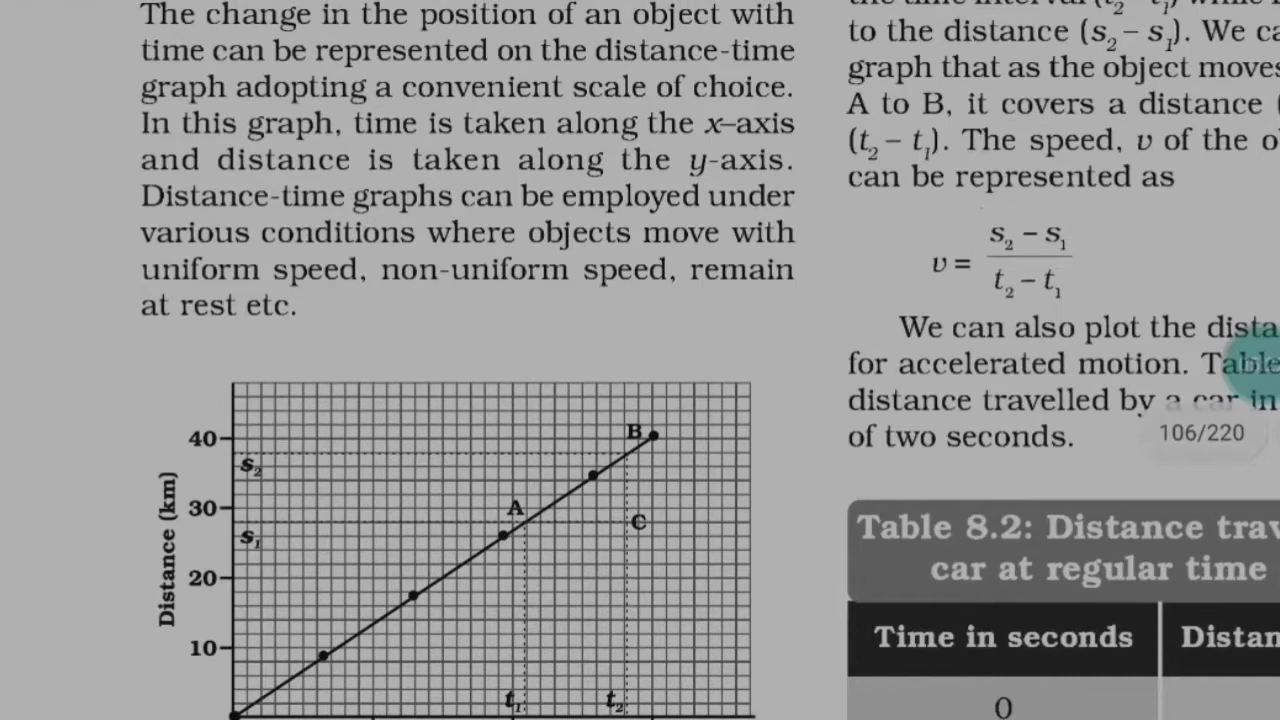 The change in the position of an object with
time can be represented on the distance-time
graph adopting a convenient scale of choice.
In this graph, time is taken along the x–axis
and distance is taken along the y-axis.
Distance-time graphs can be employed under
various conditions where objects move with
uniform speed, non-uniform speed, remain
at rest etc.
40
30
20
10
Distance (km)
s₂
s₁
A
B
C
t₁
t₂
to the distance (s₂ – s₁). We
graph that as the object moves
A to B, it covers a distance
(t₂ – t₁). The speed, υ of the
can be represented as
υ = s₂ – s₁
t₂ – t₁
We can also plot the
for accelerated motion. Table
distance travelled by a car in
of two seconds.
106/220
Table 8.2: Distance
car at regular time
Time in seconds
0